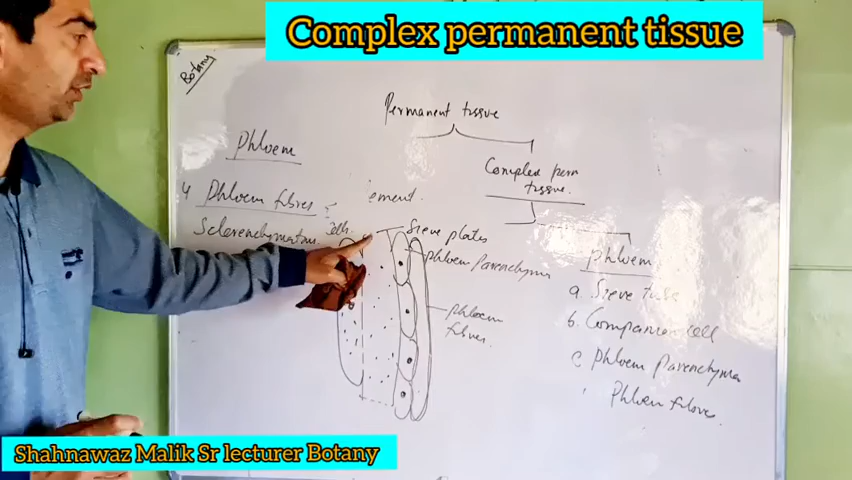 Complex permanent tissue
Botany
Permanent tissue
Phloem
Complex perm
tissue.
4 Phloem fibres
ement.
Sclerenchymatous
Cells.
Sieve plates
phloem parenchyma
phloem
fibres.
Phloem
a. Sieve tube
b. Companion cell
c Phloem parenchyma
Phloem fibre.
Shahnawaz Malik Sr lecturer Botany